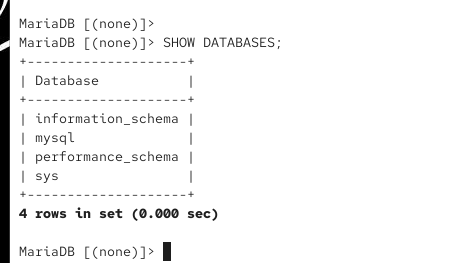 MariaDB [(none)]>
MariaDB [(none)]> SHOW DATABASES;
+--------------------+
| Database           |
+--------------------+
| information_schema |
| mysql              |
| performance_schema |
| sys                |
+--------------------+
4 rows in set (0.000 sec)
MariaDB [(none)]>